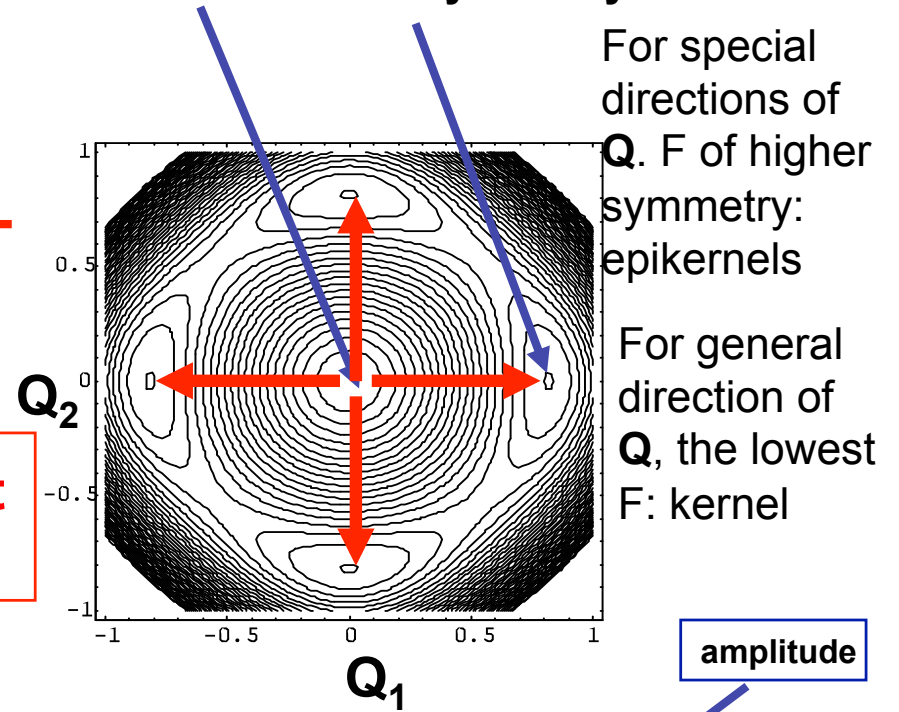 For special
directions of
Q. F of higher
symmetry:
epikernels
For general
direction of
Q, the lowest
F: kernel
1
0.5
0
-0.5
-1
Q2
-1 -0.5 0 0.5 1
Q1
amplitude